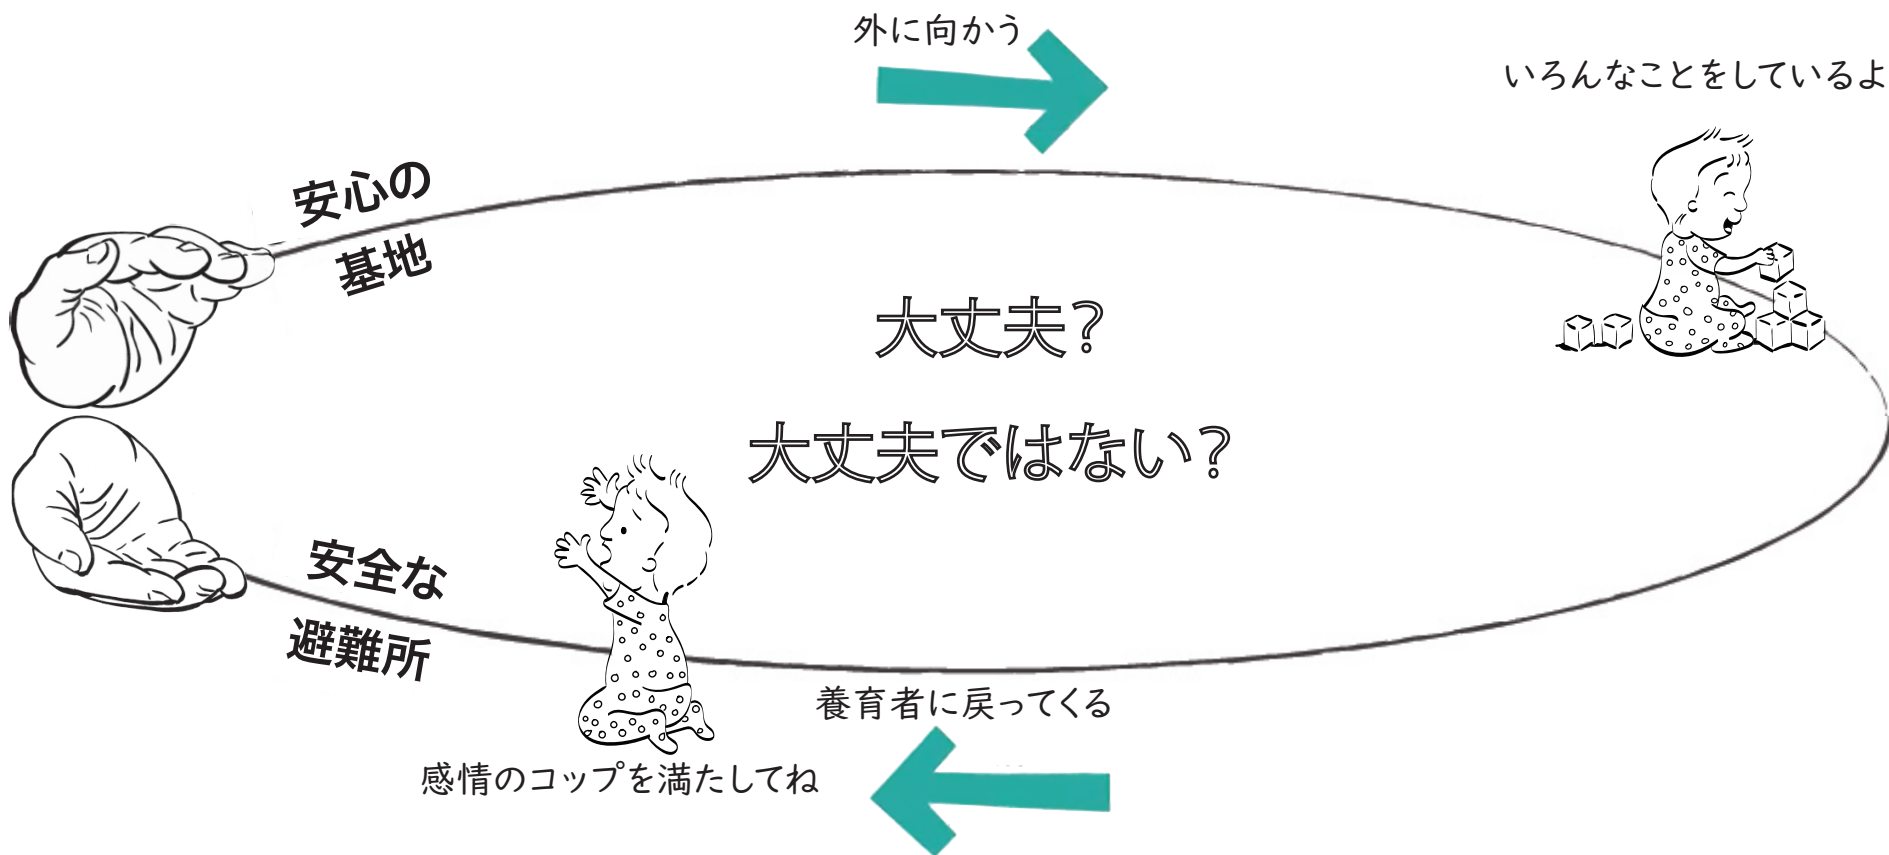 外に向かう
いろんなことをしているよ
安心の
基地
大丈夫?
大丈夫ではない?
安全な
避難所
養育者に戻ってくる
感情のコップを満たしてね